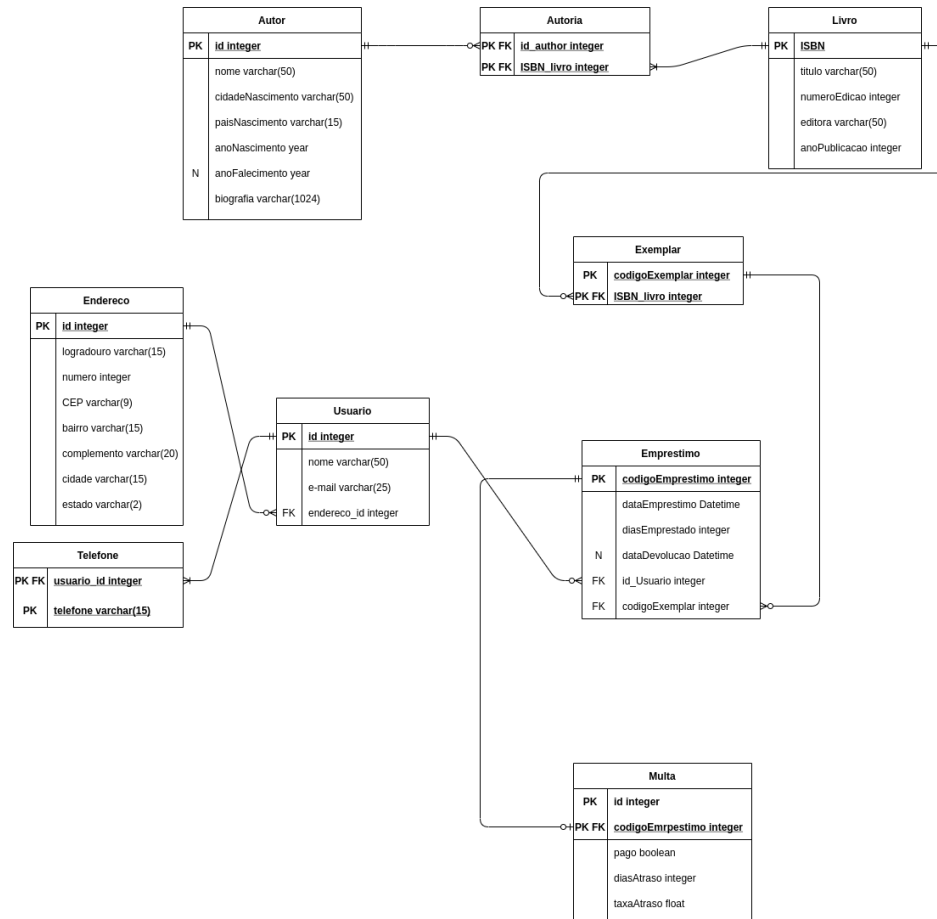 Autor
PK id integer
nome varchar(50)
cidadeNascimento varchar(50)
paisNascimento varchar(15)
anoNascimento year
N anoFalecimento year
biografia varchar(1024)
Autoria
PK FK id_author integer
PK FK ISBN_livro integer
Livro
PK ISBN
titulo varchar(50)
numeroEdicao integer
editora varchar(50)
anoPublicacao integer
Exemplar
PK codigoExemplar integer
PK FK ISBN_livro integer
Endereco
PK id integer
logradouro varchar(15)
numero integer
CEP varchar(9)
bairro varchar(15)
complemento varchar(20)
cidade varchar(15)
estado varchar(2)
Usuario
PK id integer
nome varchar(50)
e-mail varchar(25)
FK endereco_id integer
Telefone
PK FK usuario_id integer
PK telefone varchar(15)
Emprestimo
PK codigoEmprestimo integer
dataEmprestimo Datetime
diasEmprestado integer
N dataDevolucao Datetime
FK id_Usuario integer
FK codigoExemplar integer
Multa
PK id integer
PK FK codigoEmrpestimo integer
pago boolean
diasAtraso integer
taxaAtraso float